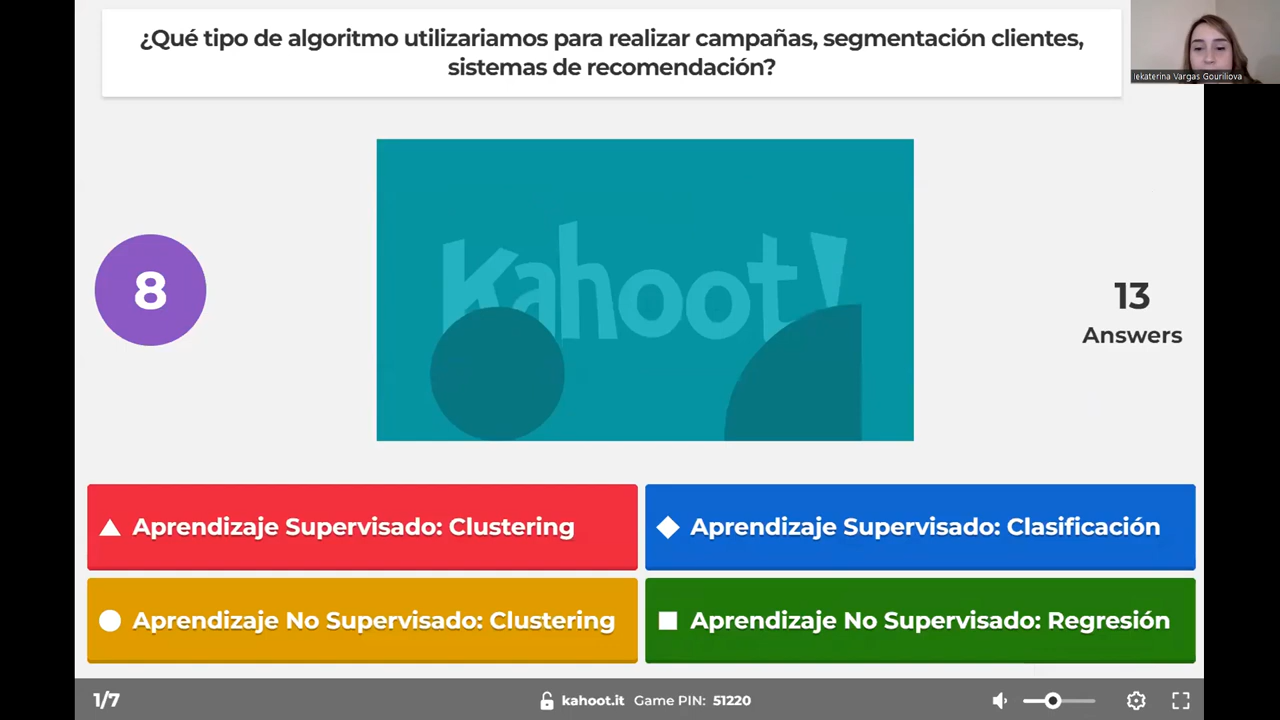 ¿Qué tipo de algoritmo utilizariamos para realizar campañas, segmentación clientes,
sistemas de recomendación?
Iekaterina Vargas Gouriliova
Kahoot!
8
13
Answers
Aprendizaje Supervisado: Clustering
Aprendizaje Supervisado: Clasificación
Aprendizaje No Supervisado: Clustering
Aprendizaje No Supervisado: Regresión
1/7
kahoot.it Game PIN: 51220